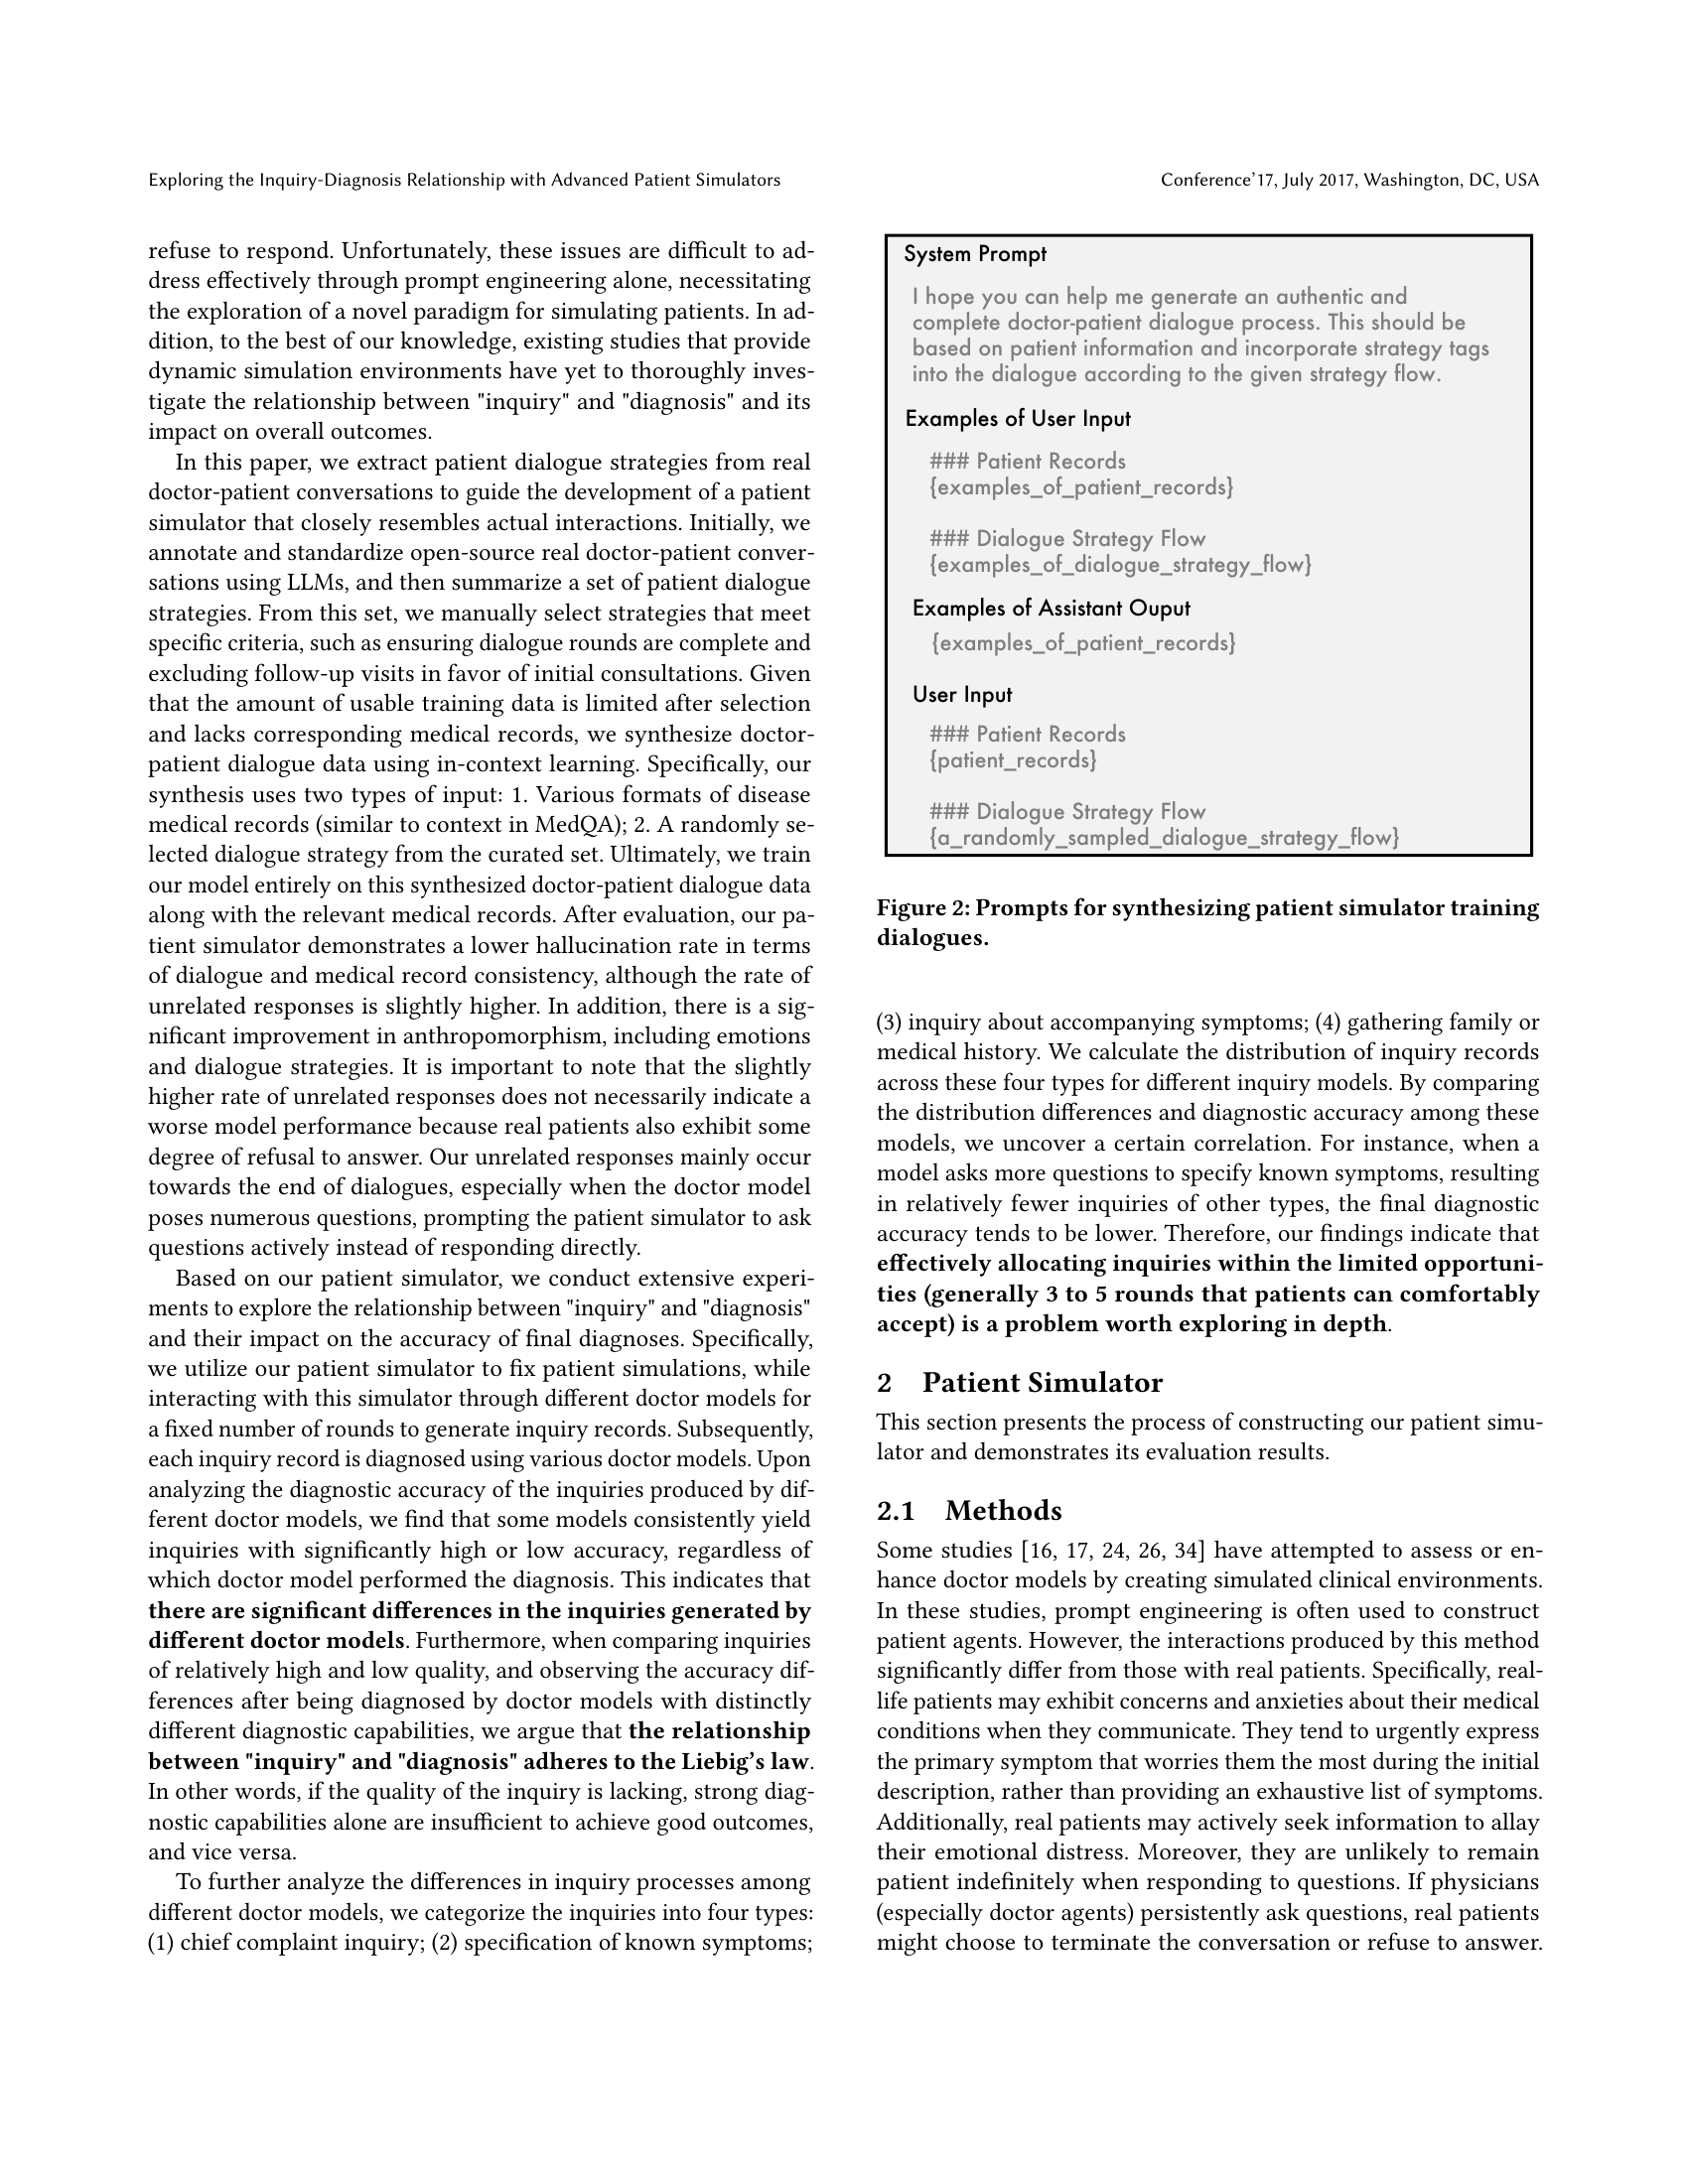 Exploring the Inquiry-Diagnosis Relationship with Advanced Patient Simulators
Conference'17, July 2017, Washington, DC, USA
refuse to respond. Unfortunately, these issues are difficult to ad-
dress effectively through prompt engineering alone, necessitating
the exploration of a novel paradigm for simulating patients. In ad-
dition, to the best of our knowledge, existing studies that provide
dynamic simulation environments have yet to thoroughly inves-
tigate the relationship between "inquiry" and "diagnosis" and its
impact on overall outcomes.
In this paper, we extract patient dialogue strategies from real
doctor-patient conversations to guide the development of a patient
simulator that closely resembles actual interactions. Initially, we
annotate and standardize open-source real doctor-patient conver-
sations using LLMs, and then summarize a set of patient dialogue
strategies. From this set, we manually select strategies that meet
specific criteria, such as ensuring dialogue rounds are complete and
excluding follow-up visits in favor of initial consultations. Given
that the amount of usable training data is limited after selection
and lacks corresponding medical records, we synthesize doctor-
patient dialogue data using in-context learning. Specifically, our
synthesis uses two types of input: 1. Various formats of disease
medical records (similar to context in MedQA); 2. A randomly se-
lected dialogue strategy from the curated set. Ultimately, we train
our model entirely on this synthesized doctor-patient dialogue data
along with the relevant medical records. After evaluation, our pa-
tient simulator demonstrates a lower hallucination rate in terms
of dialogue and medical record consistency, although the rate of
unrelated responses is slightly higher. In addition, there is a sig-
nificant improvement in anthropomorphism, including emotions
and dialogue strategies. It is important to note that the slightly
higher rate of unrelated responses does not necessarily indicate a
worse model performance because real patients also exhibit some
degree of refusal to answer. Our unrelated responses mainly occur
towards the end of dialogues, especially when the doctor model
poses numerous questions, prompting the patient simulator to ask
questions actively instead of responding directly.
Based on our patient simulator, we conduct extensive experi-
ments to explore the relationship between "inquiry" and "diagnosis"
and their impact on the accuracy of final diagnoses. Specifically,
we utilize our patient simulator to fix patient simulations, while
interacting with this simulator through different doctor models for
a fixed number of rounds to generate inquiry records. Subsequently,
each inquiry record is diagnosed using various doctor models. Upon
analyzing the diagnostic accuracy of the inquiries produced by dif-
ferent doctor models, we find that some models consistently yield
inquiries with significantly high or low accuracy, regardless of
which doctor model performed the diagnosis. This indicates that
there are significant differences in the inquiries generated by
different doctor models. Furthermore, when comparing inquiries
of relatively high and low quality, and observing the accuracy dif-
ferences after being diagnosed by doctor models with distinctly
different diagnostic capabilities, we argue that the relationship
between "inquiry" and "diagnosis" adheres to the Liebig's law.
In other words, if the quality of the inquiry is lacking, strong diag-
nostic capabilities alone are insufficient to achieve good outcomes,
and vice versa.
To further analyze the differences in inquiry processes among
different doctor models, we categorize the inquiries into four types:
(1) chief complaint inquiry; (2) specification of known symptoms;
System Prompt
I hope you can help me generate an authentic and
complete doctor-patient dialogue process. This should be
based on patient information and incorporate strategy tags
into the dialogue according to the given strategy flow.
Examples of User Input
### Patient Records
{examples_of_patient_records}
### Dialogue Strategy Flow
{examples_of_dialogue_strategy_flow}
Examples of Assistant Ouput
{examples_of_patient_records}
User Input
### Patient Records
{patient_records}
### Dialogue Strategy Flow
{a_randomly_sampled_dialogue_strategy_flow}
Figure 2: Prompts for synthesizing patient simulator training
dialogues.
(3) inquiry about accompanying symptoms; (4) gathering family or
medical history. We calculate the distribution of inquiry records
across these four types for different inquiry models. By comparing
the distribution differences and diagnostic accuracy among these
models, we uncover a certain correlation. For instance, when a
model asks more questions to specify known symptoms, resulting
in relatively fewer inquiries of other types, the final diagnostic
accuracy tends to be lower. Therefore, our findings indicate that
effectively allocating inquiries within the limited opportuni-
ties (generally 3 to 5 rounds that patients can comfortably
accept) is a problem worth exploring in depth.
2 Patient Simulator
This section presents the process of constructing our patient simu-
lator and demonstrates its evaluation results.
2.1 Methods
Some studies [16, 17, 24, 26, 34] have attempted to assess or en-
hance doctor models by creating simulated clinical environments.
In these studies, prompt engineering is often used to construct
patient agents. However, the interactions produced by this method
significantly differ from those with real patients. Specifically, real-
life patients may exhibit concerns and anxieties about their medical
conditions when they communicate. They tend to urgently express
the primary symptom that worries them the most during the initial
description, rather than providing an exhaustive list of symptoms.
Additionally, real patients may actively seek information to allay
their emotional distress. Moreover, they are unlikely to remain
patient indefinitely when responding to questions. If physicians
(especially doctor agents) persistently ask questions, real patients
might choose to terminate the conversation or refuse to answer.